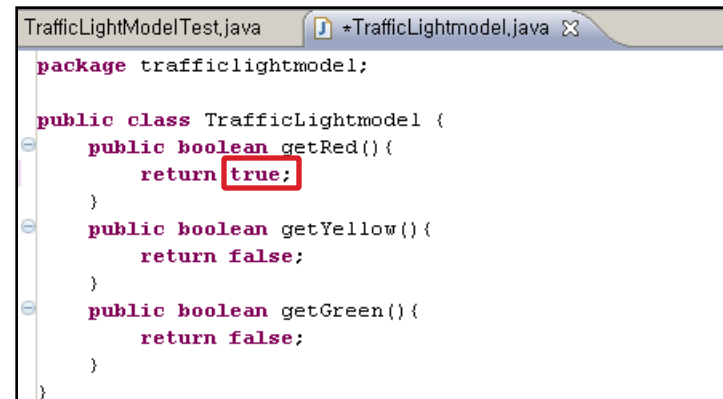 TrafficLightModelTest,java *TrafficLightmodel,java
package trafficlightmodel;
public class TrafficLightmodel {
public boolean getRed(){
return true;
}
public boolean getYellow(){
return false;
}
public boolean getGreen(){
return false;
}
}